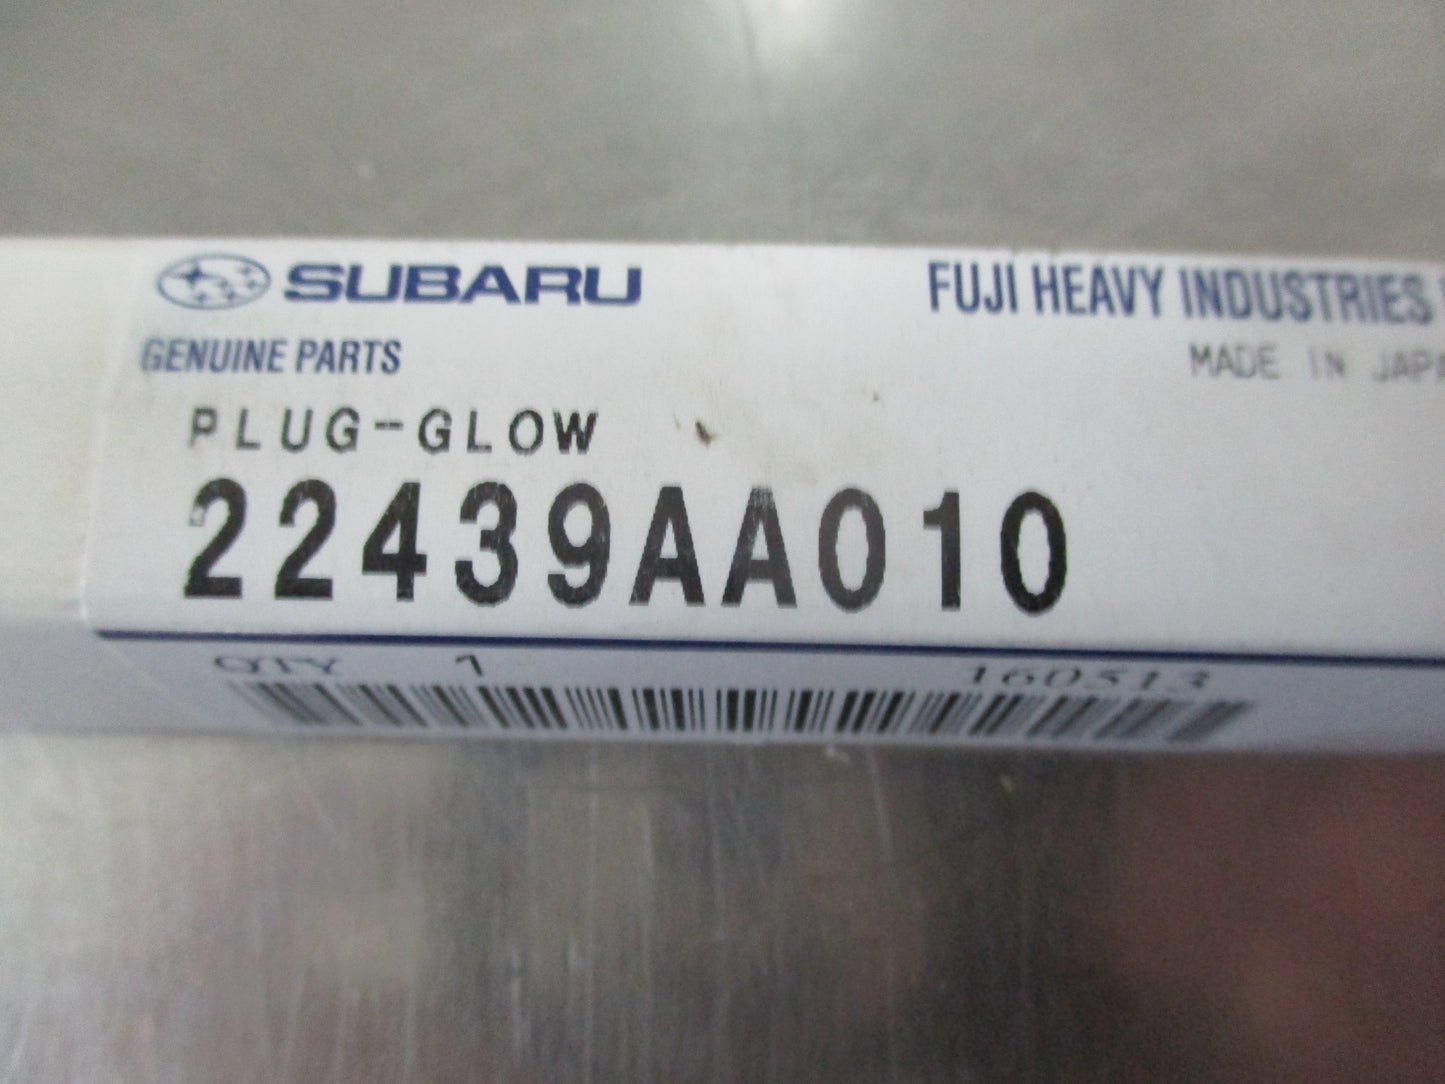 SUBARU
FUJI HEAVY INDUSTRIES
GENUINE PARTS
MADE IN JAPA
PLUG-GLOW
22439AA010
QTY 1
160513